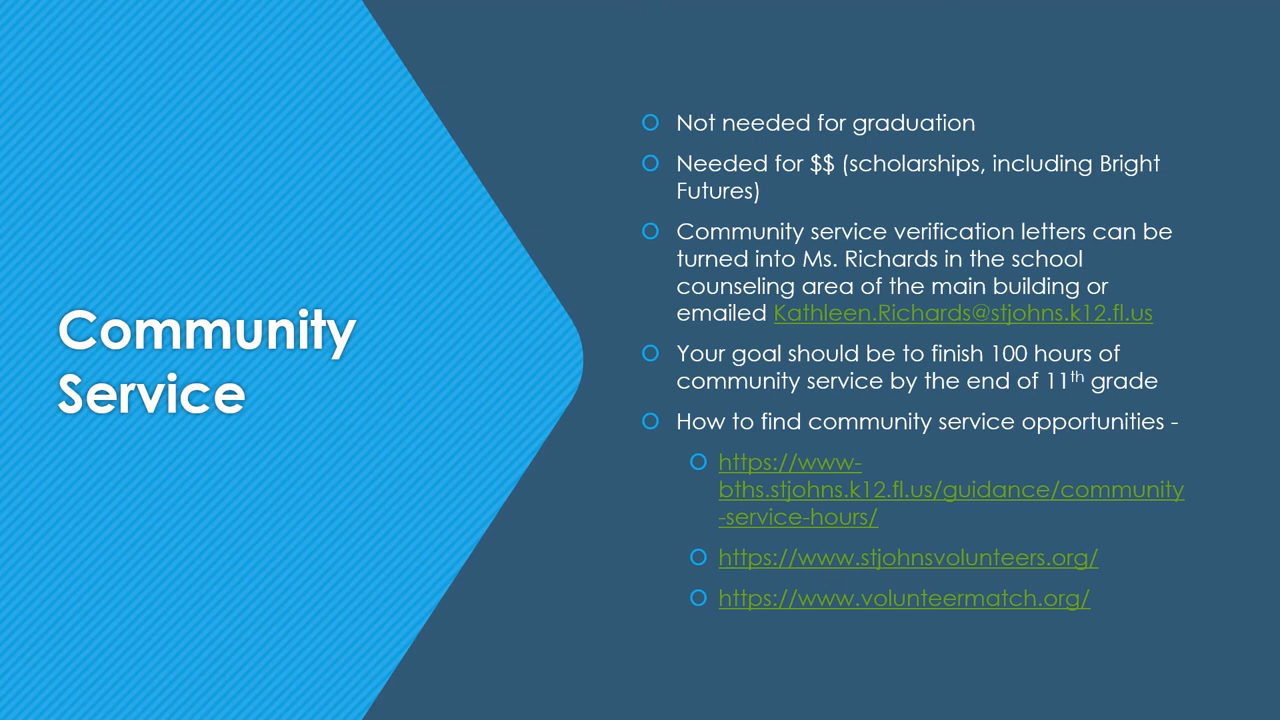 Community
Service
Not needed for graduation
Needed for $$ (scholarships, including Bright
Futures)
Community service verification letters can be
turned into Ms. Richards in the school
counseling area of the main building or
emailed Kathleen.Richards@stjohns.k12.fl.us
Your goal should be to finish 100 hours of
community service by the end of 11th grade
How to find community service opportunities -
https://www-
bths.stjohns.k12.fl.us/guidance/community
-service-hours/
https://www.stjohnsvolunteers.org/
https://www.volunteermatch.org/